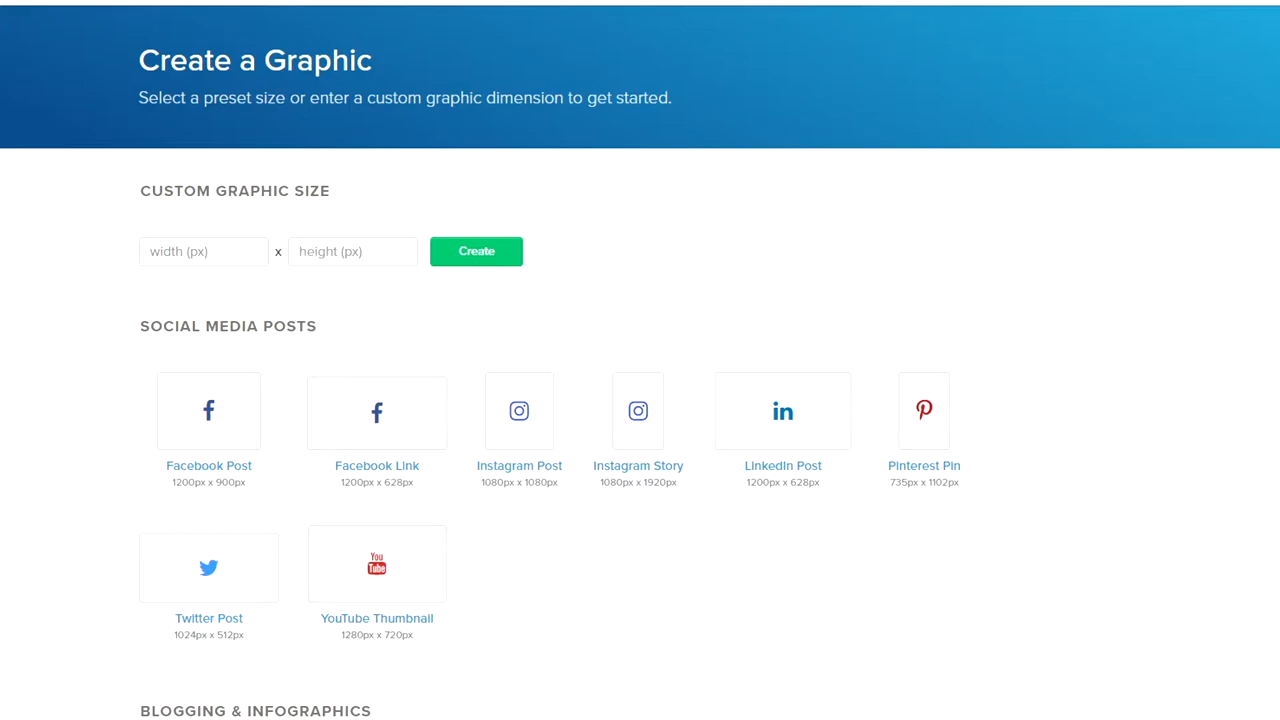 Create a Graphic
Select a preset size or enter a custom graphic dimension to get started.
CUSTOM GRAPHIC SIZE
width (px) x height (px) Create
SOCIAL MEDIA POSTS
f f in
Facebook Post Facebook Link Instagram Post Instagram Story LinkedIn Post Pinterest Pin
1200px x 900px 1200px x 628px 1080px x 1080px 1080px x 1920px 1200px x 628px 735px x 1102px
You
Tube
Twitter Post YouTube Thumbnail
1024px x 512px 1280px x 720px
BLOGGING & INFOGRAPHICS